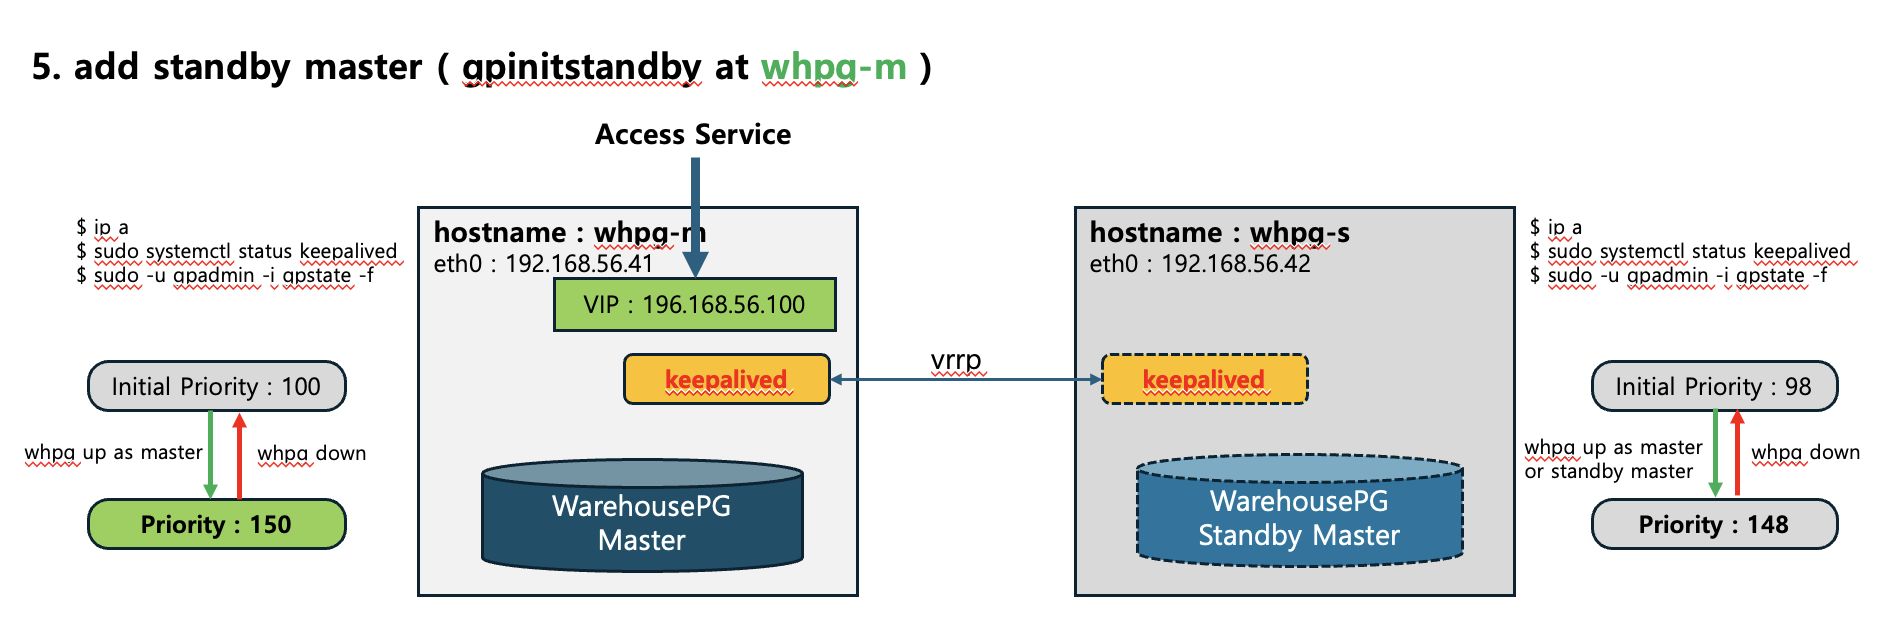 5. add standby master ( gpinitstandby at whpg-m )
Access Service
$ ip a
$ sudo systemctl status keepalived
$ sudo -u gpadmin -i gpstate -f
hostname : whpg-m
eth0 : 192.168.56.41
VIP : 196.168.56.100
keepalived
vrrp
hostname : whpg-s
eth0 : 192.168.56.42
keepalived
$ ip a
$ sudo systemctl status keepalived
$ sudo -u gpadmin -i gpstate -f
Initial Priority : 100
whpg up as master
whpg down
Priority : 150
WarehousePG
Master
WarehousePG
Standby Master
Initial Priority : 98
whpg up as master
or standby master
whpg down
Priority : 148